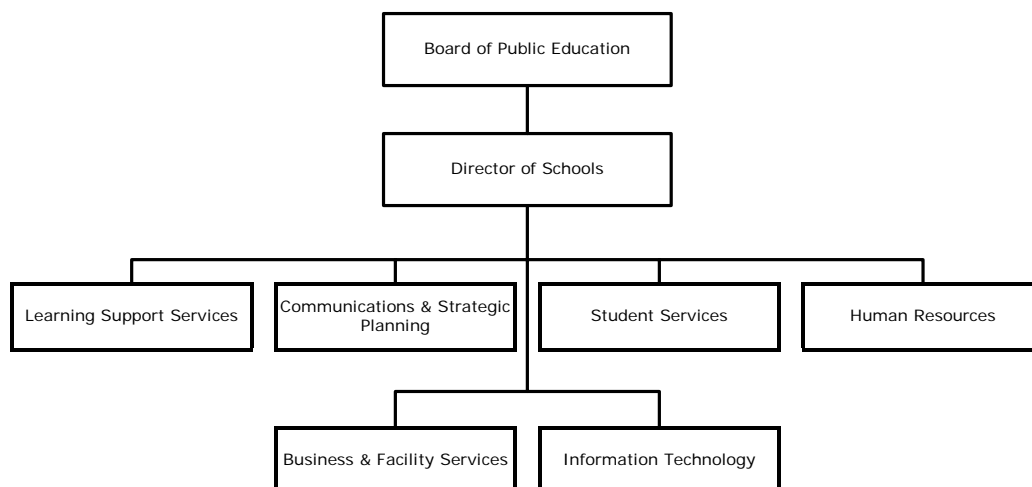 Board of Public Education
Director of Schools
Learning Support Services
Communications & Strategic
Planning
Student Services
Human Resources
Business & Facility Services
Information Technology